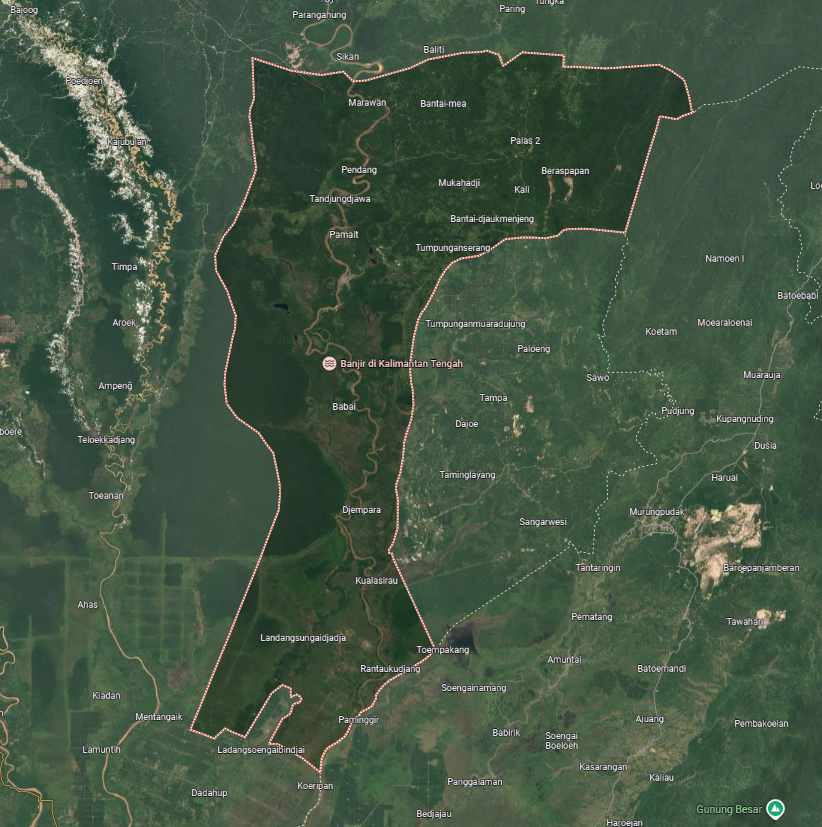 Bajoog
Parangahung
Paring
Sikan
Baliti
Poedjoen
Marawan
Bantai-mea
Kajubulan
Palas 2
Pendang
Beraspapan
Mukahadji
Kali
Tandjungdjawa
Bantai-djaukmenjeng
Pamait
Tumpunganserang
Namoen I
Timpa
Batoebabi
Aroek
Tumpunganmuaradujung
Moearaloenai
Koetam
Paloeng
Banjir di Kalimantan Tengah
Muarauja
Ampeng
Sawo
Tampa
Babai
Pudjung
Kupangnuding
Dajoe
boere
Teloekkadjang
Dusia
Taminglayang
Haruai
Toeanan
Djempara
Murungpudak
Sangarwesi
Tantaringin
Baroepanjamberan
Kualasirau
Ahas
Pematang
Tawahan
Landangsungaidjadja
Toempakang
Amuntai
Rantaukudjang
Batoemandi
Soengainamang
Kiadan
Mentangaik
Paminggir
Ajuang
Pembakoelan
Babirik
Soengai
Boeloeh
Lamuntih
Ladangsoengaibindjai
Kasarangan
Kaliau
Koeripan
Panggalaman
Dadahup
Gunung Besar
Bedjajau
Haroejan